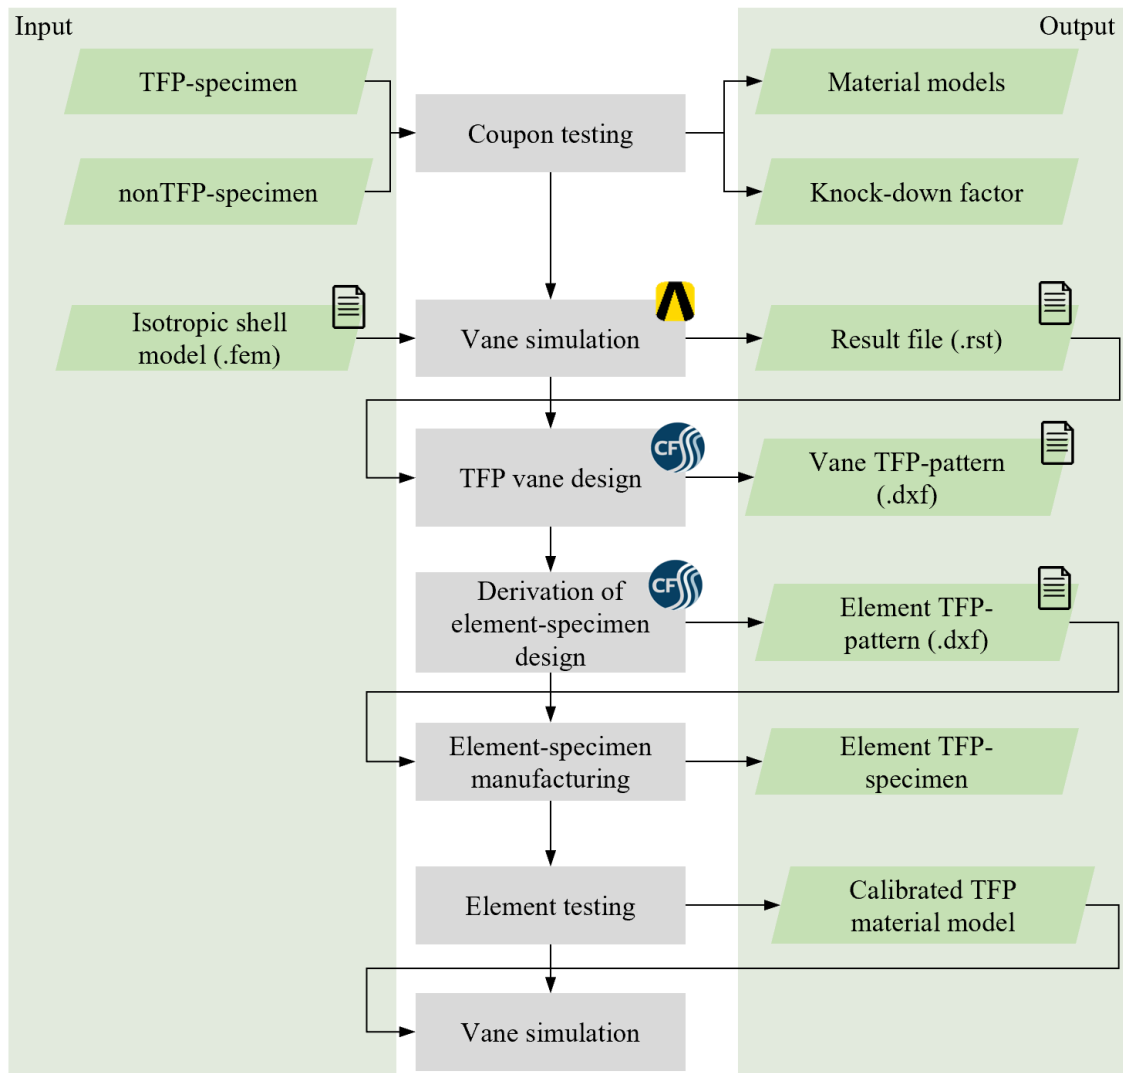 Input
Output
TFP-specimen
Material models
Coupon testing
nonTFP-specimen
Knock-down factor
Isotropic shell
model (.fem)
Vane simulation
Result file (.rst)
TFP vane design
CF
Vane TFP-pattern
(.dxf)
Derivation of
element-specimen
design
CF
Element TFP-
pattern (.dxf)
Element-specimen
manufacturing
Element TFP-
specimen
Element testing
Calibrated TFP
material model
Vane simulation